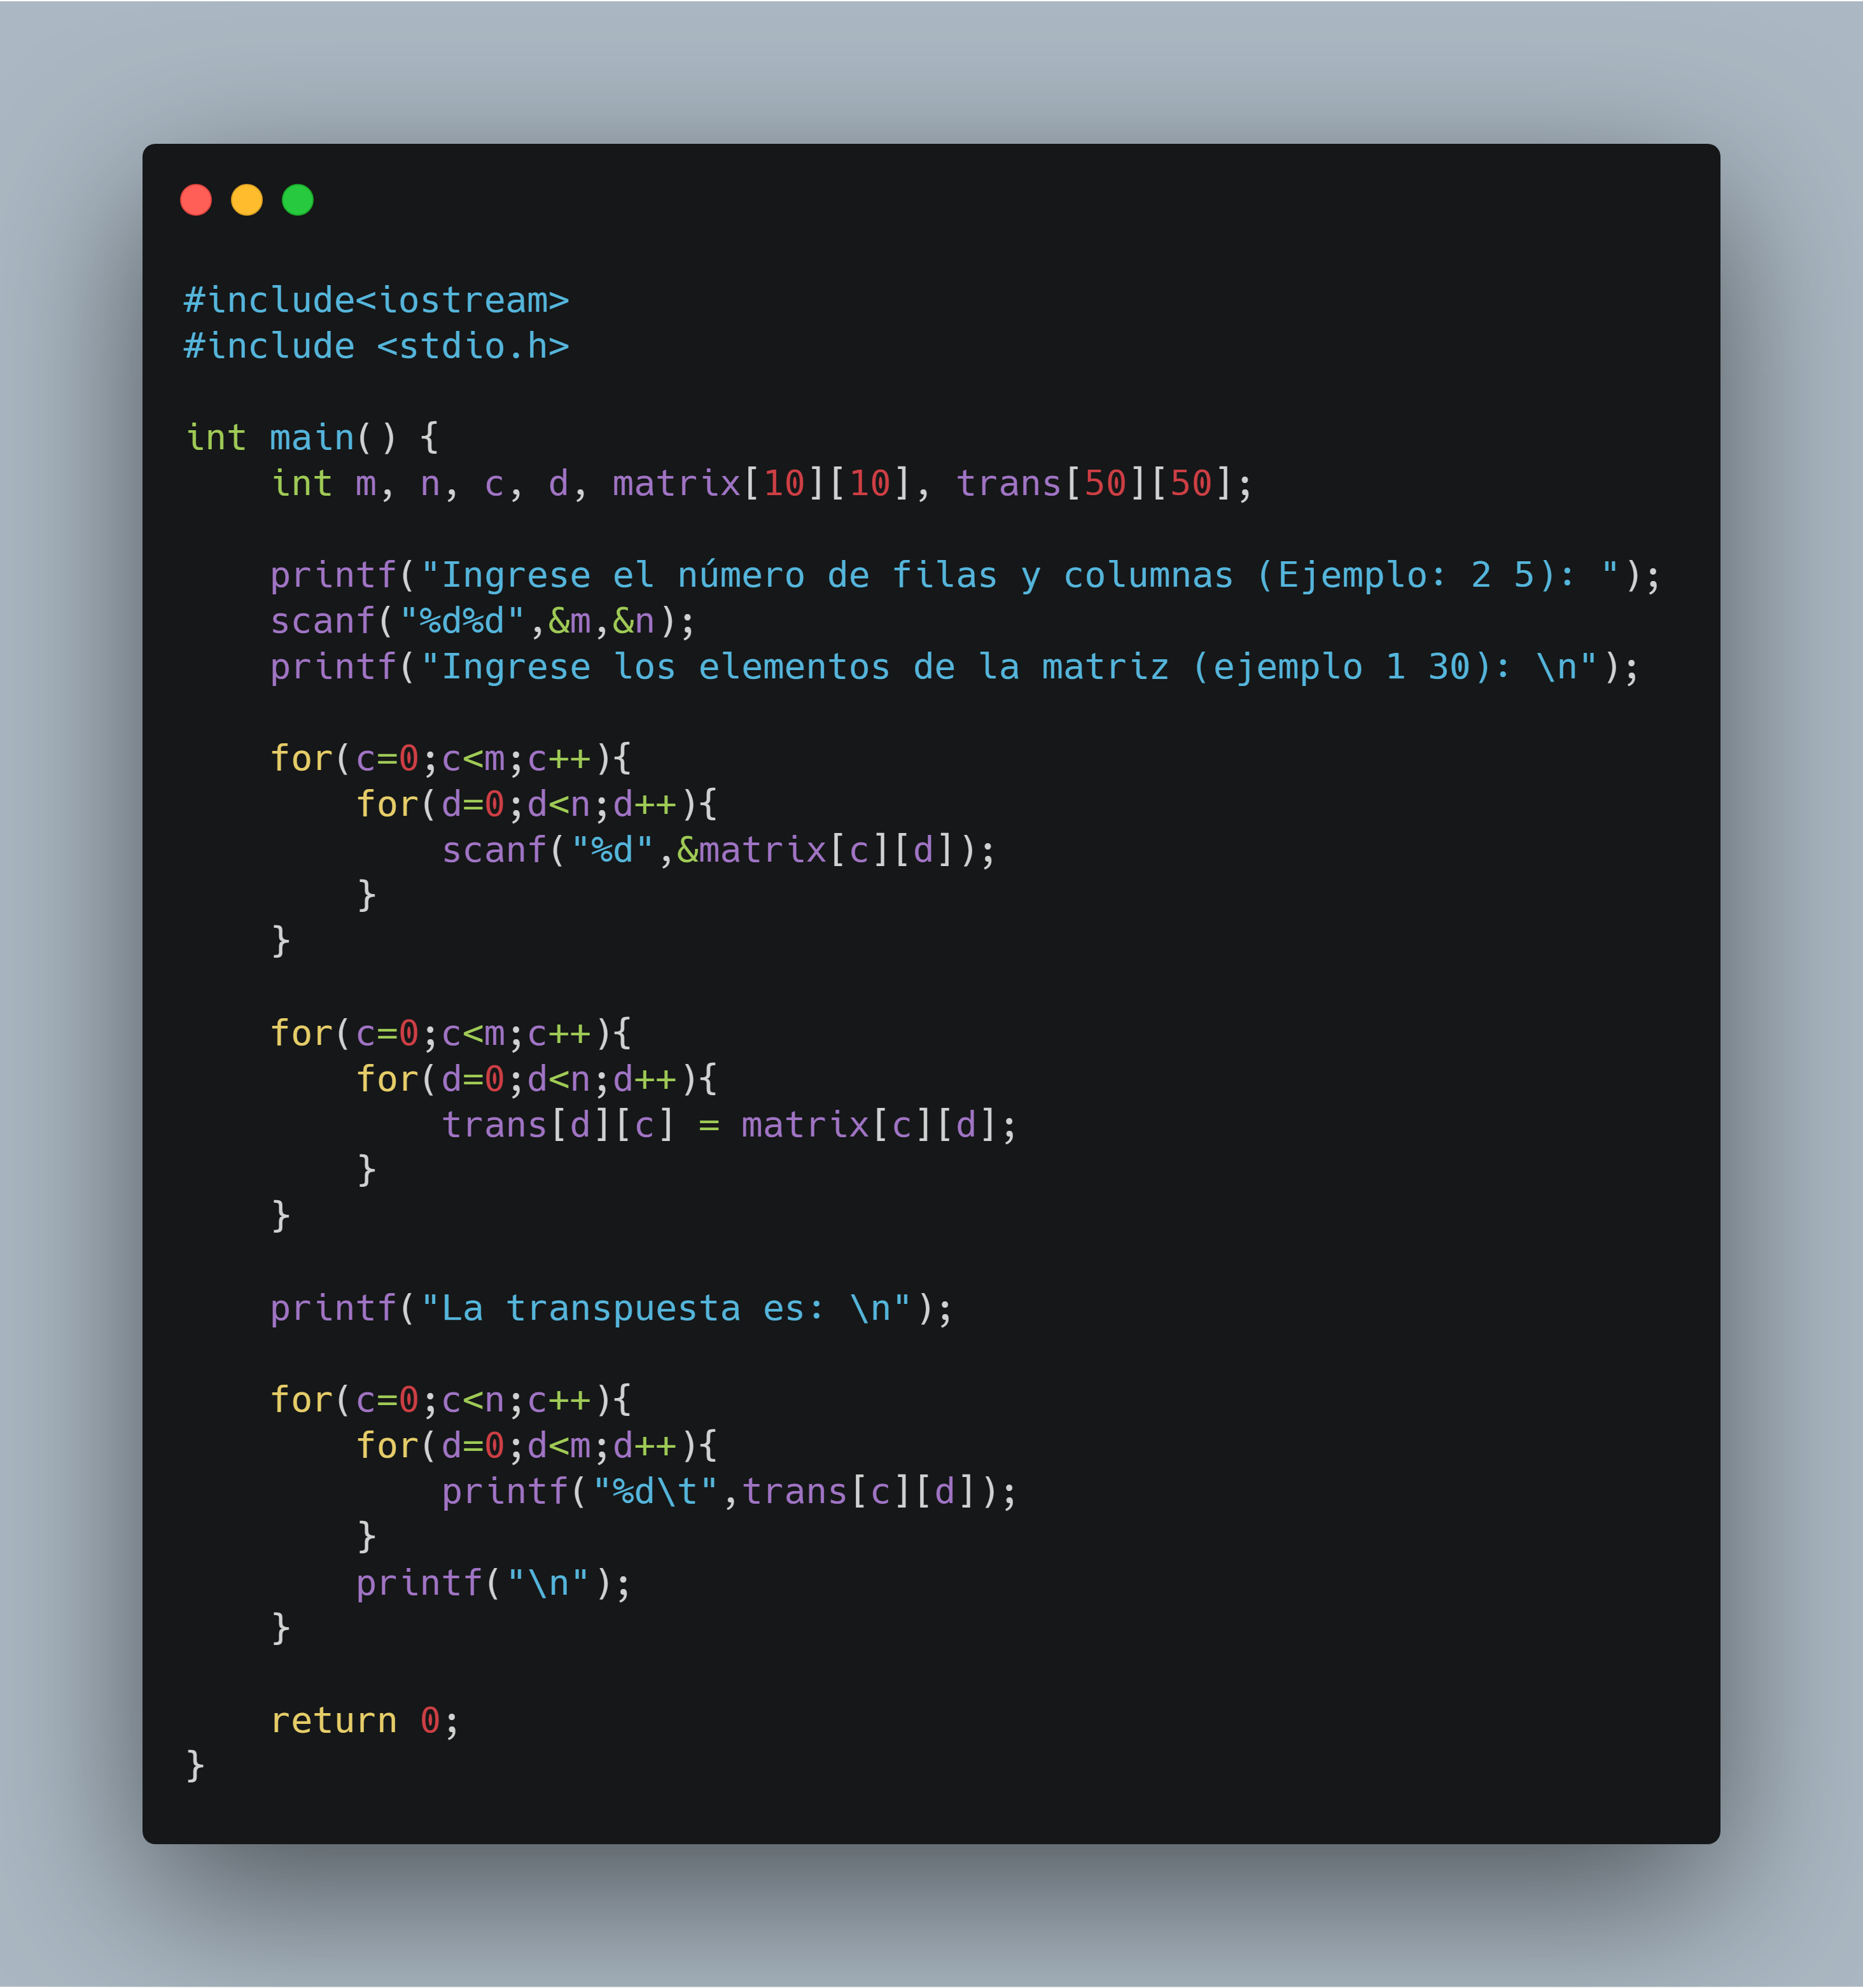 #include<iostream>
#include <stdio.h>
int main() {
    int m, n, c, d, matrix[10][10], trans[50][50];
    printf("Ingrese el número de filas y columnas (Ejemplo: 2 5): ");
    scanf("%d%d",&m,&n);
    printf("Ingrese los elementos de la matriz (ejemplo 1 30): \n");
    for(c=0;c<m;c++){
        for(d=0;d<n;d++){
            scanf("%d",&matrix[c][d]);
        }
    }
    for(c=0;c<m;c++){
        for(d=0;d<n;d++){
            trans[d][c] = matrix[c][d];
        }
    }
    printf("La transpuesta es: \n");
    for(c=0;c<n;c++){
        for(d=0;d<m;d++){
            printf("%d\t",trans[c][d]);
        }
        printf("\n");
    }
    return 0;
}